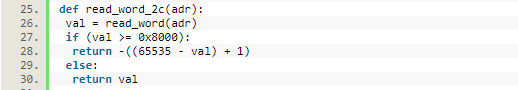 25. def read_word_2c(adr):
26.  val = read_word(adr)
27.  if (val >= 0x8000):
28.   return -((65535 - val) + 1)
29.  else:
30.   return val